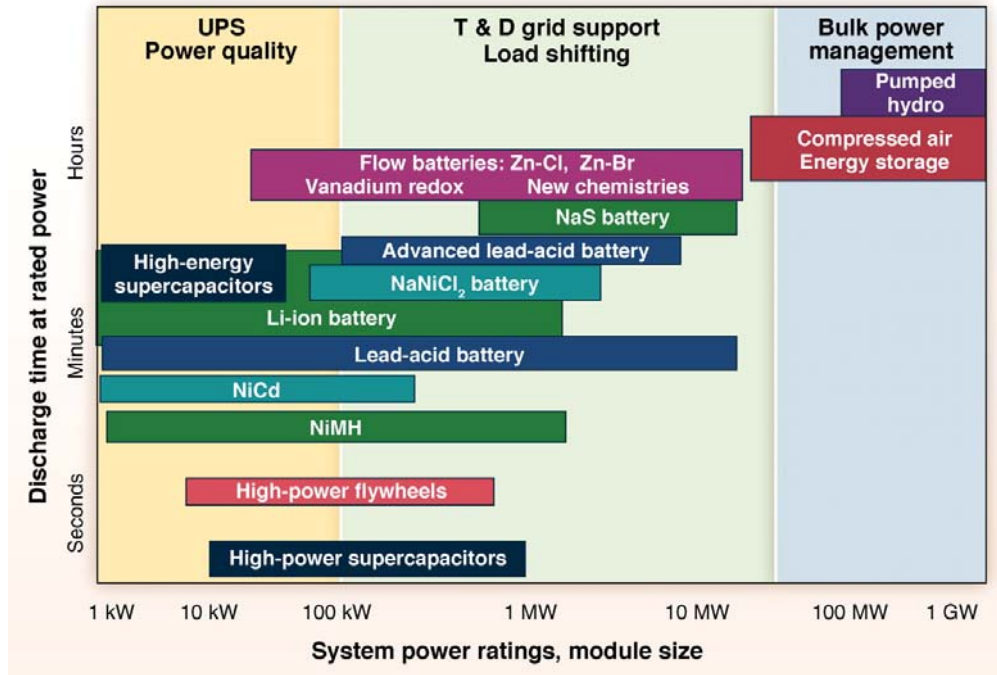 UPS
Power quality
T & D grid support
Load shifting
Bulk power
management
Pumped
hydro
Compressed air
Energy storage
Flow batteries: Zn-Cl, Zn-Br
Vanadium redox New chemistries
NaS battery
Advanced lead-acid battery
High-energy
supercapacitors
NaNiCl₂ battery
Li-ion battery
Lead-acid battery
NiCd
NiMH
High-power flywheels
High-power supercapacitors
Discharge time at rated power
Hours
Minutes
Seconds
1 kW 10 kW 100 kW 1 MW 10 MW 100 MW 1 GW
System power ratings, module size